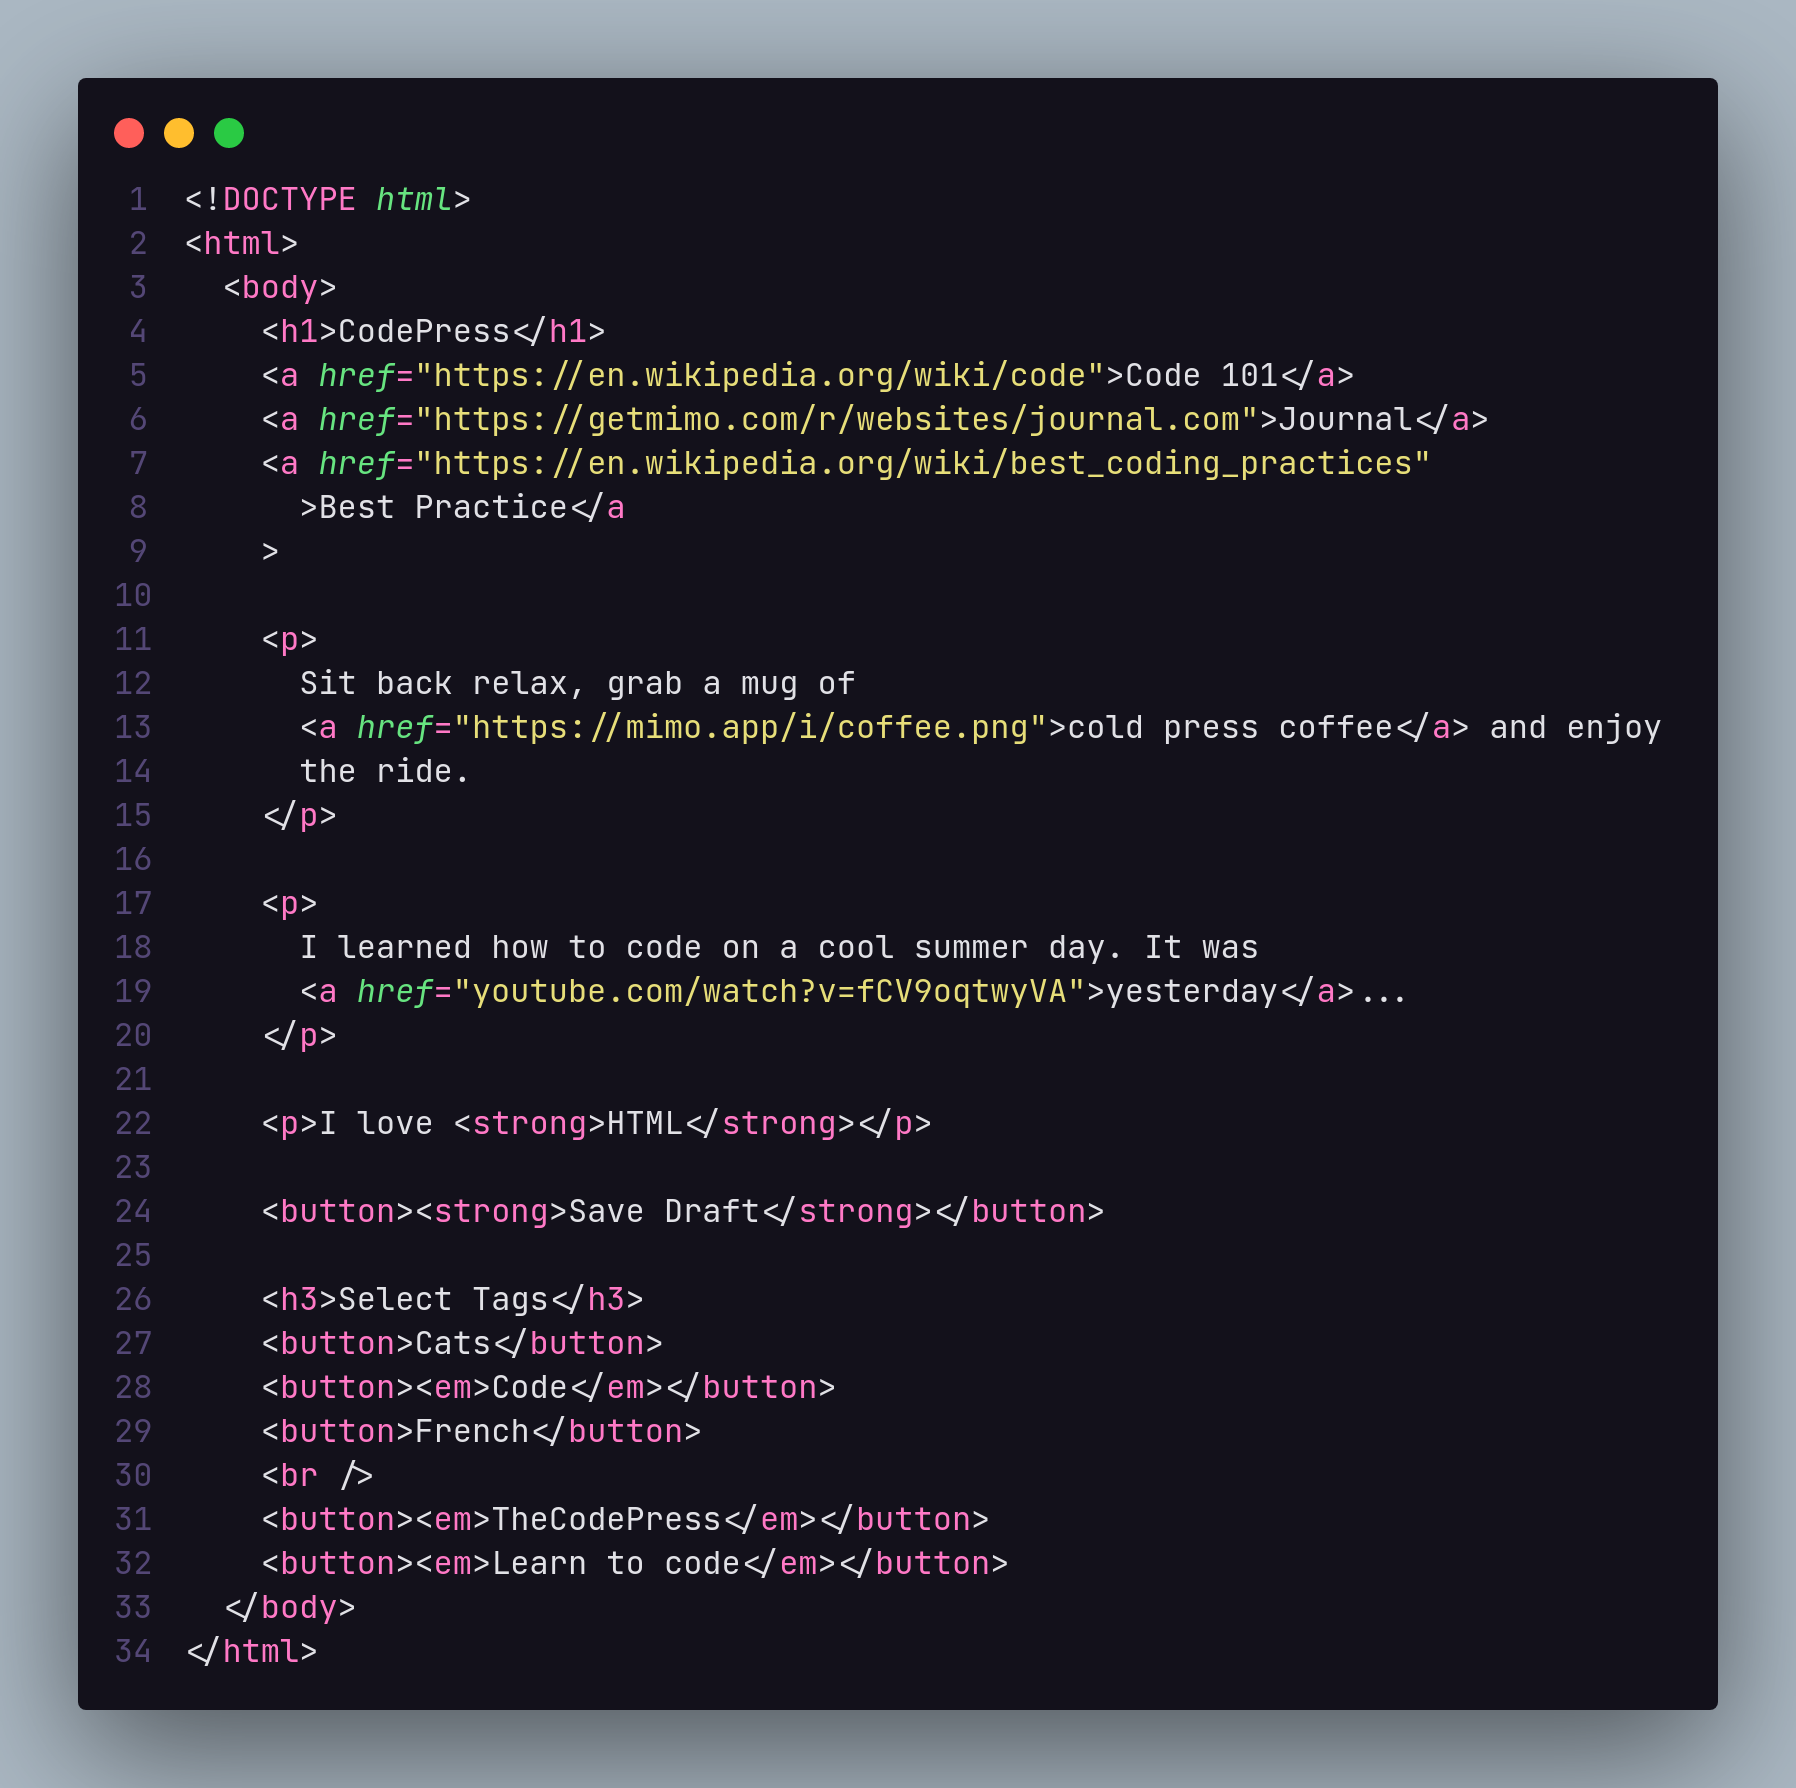 1 <!DOCTYPE html>
2 <html>
3   <body>
4     <h1>CodePress</h1>
5     <a href="https://en.wikipedia.org/wiki/code">Code 101</a>
6     <a href="https://getmimo.com/r/websites/journal.com">Journal</a>
7     <a href="https://en.wikipedia.org/wiki/best_coding_practices"
8       >Best Practice</a
9     >
10
11     <p>
12       Sit back relax, grab a mug of
13       <a href="https://mimo.app/i/coffee.png">cold press coffee</a> and enjoy
14       the ride.
15     </p>
16
17     <p>
18       I learned how to code on a cool summer day. It was
19       <a href="youtube.com/watch?v=fCV9oqtwyVA">yesterday</a>...
20     </p>
21
22     <p>I love <strong>HTML</strong></p>
23
24     <button><strong>Save Draft</strong></button>
25
26     <h3>Select Tags</h3>
27     <button>Cats</button>
28     <button><em>Code</em></button>
29     <button>French</button>
30     <br />
31     <button><em>TheCodePress</em></button>
32     <button><em>Learn to code</em></button>
33   </body>
34 </html>